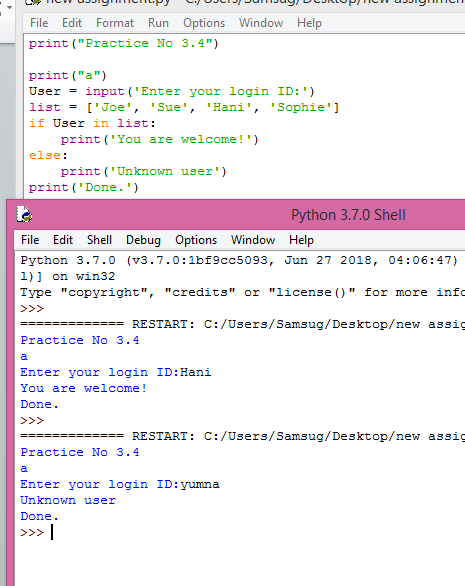 new assignment.py - C:/Users/Samsug/Desktop/new assignment
File Edit Format Run Options Window Help
print("Practice No 3.4")
print("a")
User = input('Enter your login ID:')
list = ['Joe', 'Sue', 'Hani', 'Sophie']
if User in list:
    print('You are welcome!')
else:
    print('Unknown user')
print('Done.')
Python 3.7.0 Shell
File Edit Shell Debug Options Window Help
Python 3.7.0 (v3.7.0:1bf9cc5093, Jun 27 2018, 04:06:47)
l)] on win32
Type "copyright", "credits" or "license()" for more info
>>>
============= RESTART: C:/Users/Samsug/Desktop/new assig
Practice No 3.4
a
Enter your login ID:Hani
You are welcome!
Done.
>>>
============= RESTART: C:/Users/Samsug/Desktop/new assig
Practice No 3.4
a
Enter your login ID:yumna
Unknown user
Done.
>>>